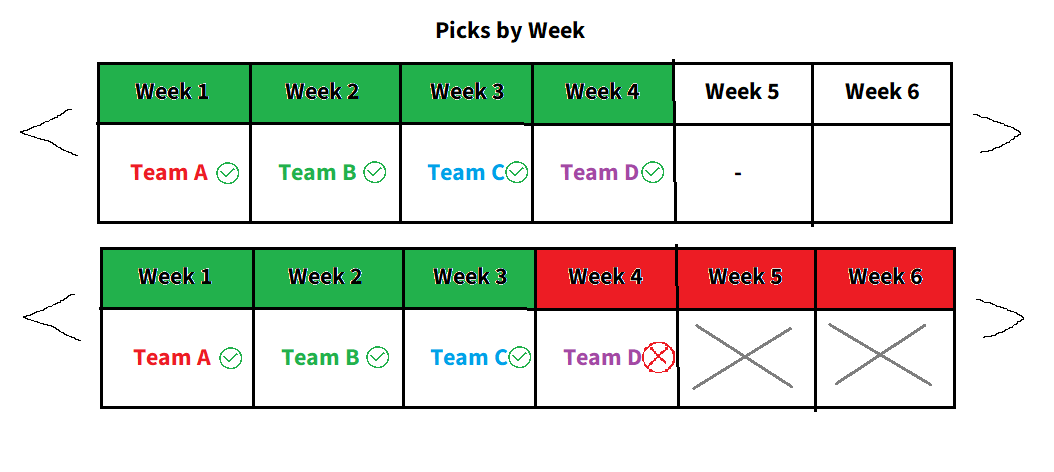 Picks by Week
Week 1 Week 2 Week 3 Week 4 Week 5 Week 6
Team A Team B Team C Team D -
Week 1 Week 2 Week 3 Week 4 Week 5 Week 6
Team A Team B Team C Team D